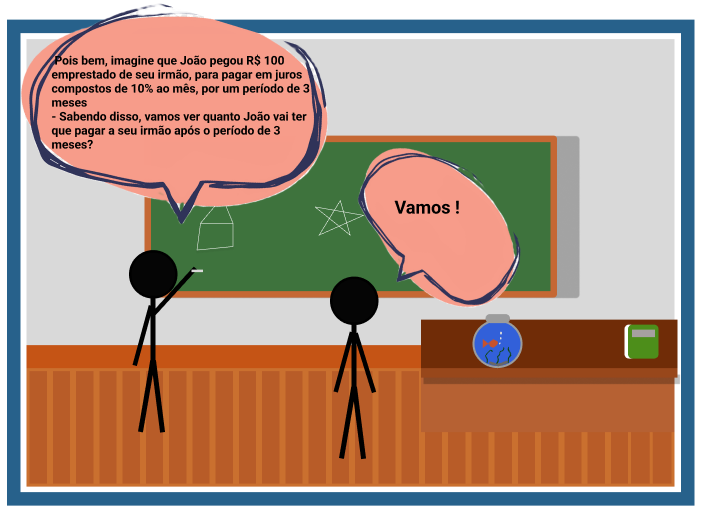 Pois bem, imagine que João pegou R$ 100
emprestado de seu irmão, para pagar em juros
compostos de 10% ao mês, por um período de 3
meses
- Sabendo disso, vamos ver quanto João vai ter
que pagar a seu irmão após o período de 3
meses?
Vamos !